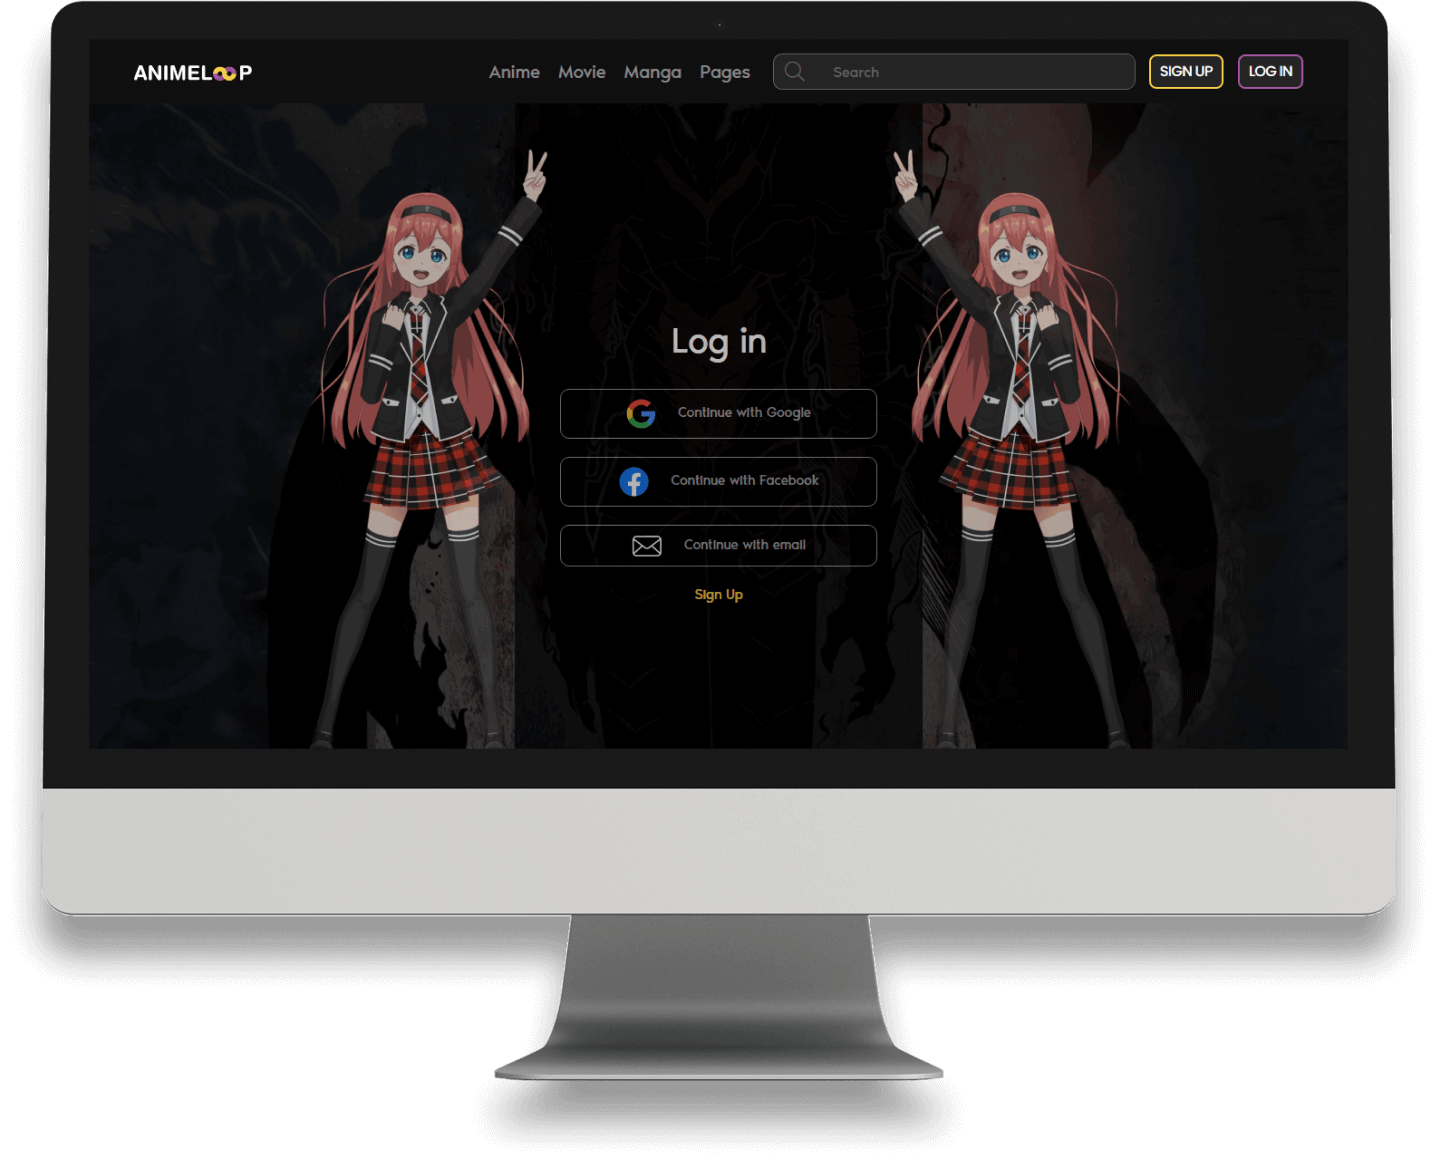 ANIMELOOP
Anime Movie Manga Pages Search SIGN UP LOG IN
Log in
Continue with Google
Continue with Facebook
Continue with email
Sign Up